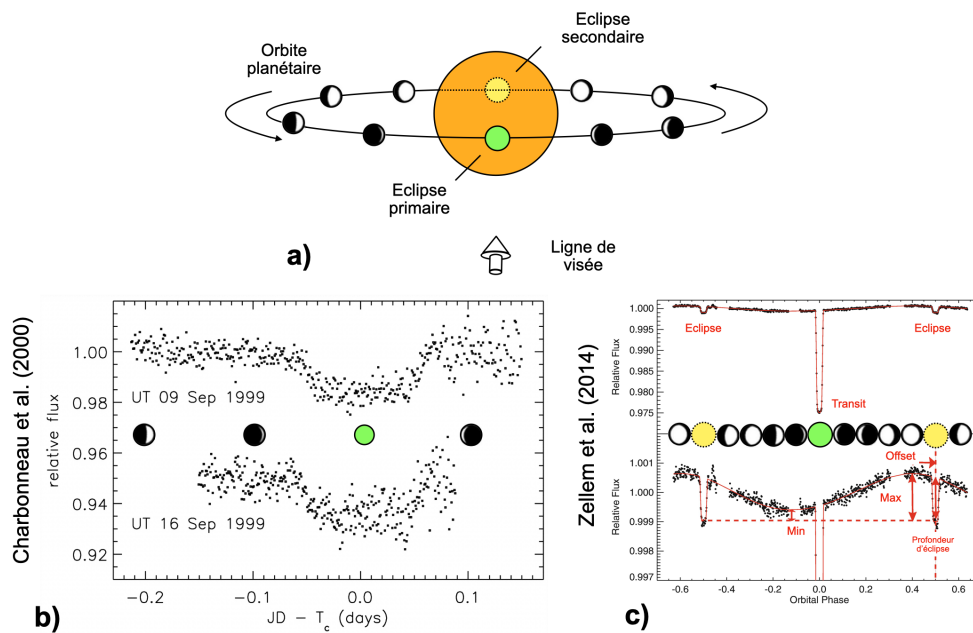 Eclipse
secondaire
Orbite
planétaire
Eclipse
primaire
a)
Ligne de
visée
Charbonneau et al. (2000)
relative flux
1.00
0.98
0.96
0.94
0.92
UT 09 Sep 1999
UT 16 Sep 1999
−0.2
−0.1
0.0
0.1
JD − Tc (days)
b)
Zellem et al. (2014)
Relative Flux
1.000
0.995
0.990
0.985
0.980
0.975
Eclipse
Eclipse
Transit
Relative Flux
1.001
1.000
0.999
0.998
0.997
Offset
Max
Min
Profondeur
d'éclipse
-0.6
-0.4
-0.2
0.0
0.2
0.4
0.6
Orbital Phase
c)